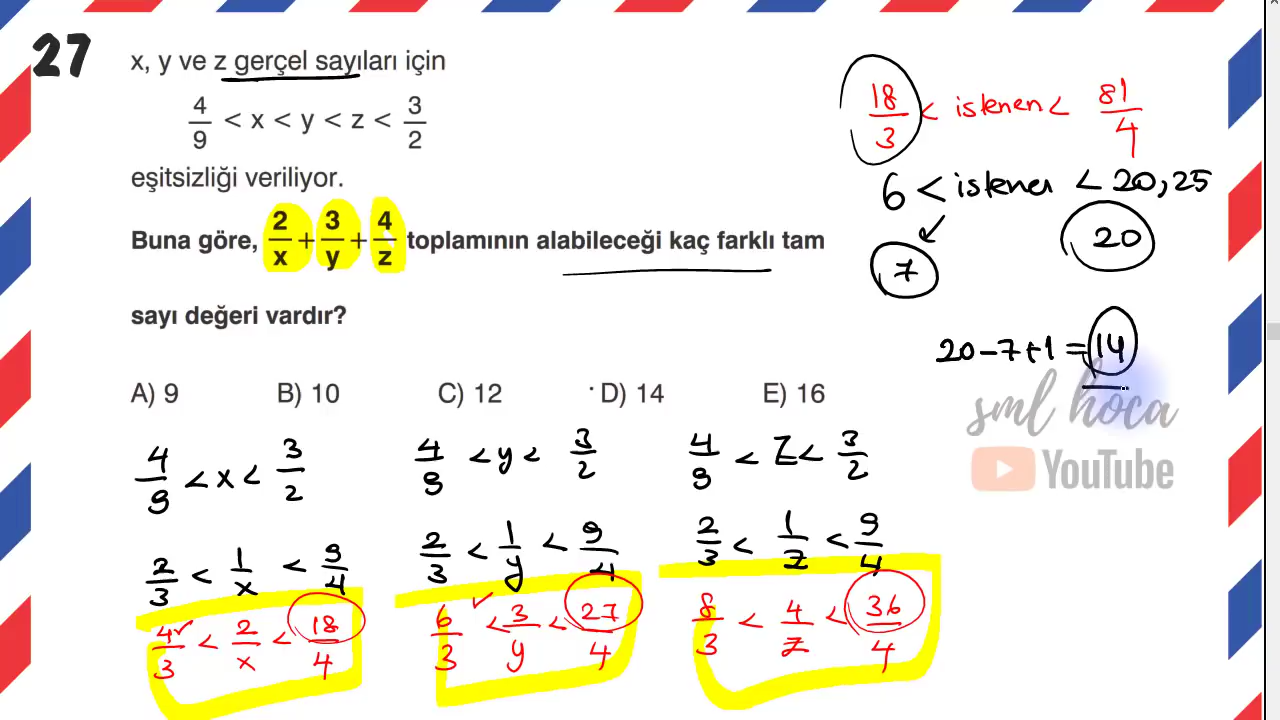 27
x, y ve z gerçel sayıları için
4/9 < x < y < z < 3/2
eşitsizliği veriliyor.
Buna göre, 2/x + 3/y + 4/z toplamının alabileceği kaç farklı tam
sayı değeri vardır?
A) 9 B) 10 C) 12 D) 14 E) 16
18/3 < istenen < 81/4
6 < istenen < 20,25
7 20
20-7+1=14
sml hoca
YouTube
4/9 < x < 3/2
2/3 < 1/x < 9/4
4/3 < 2/x < 18/4
4/9 < y < 3/2
2/3 < 1/y < 9/4
6/3 < 3/y < 27/4
4/9 < z < 3/2
2/3 < 1/z < 9/4
8/3 < 4/z < 36/4